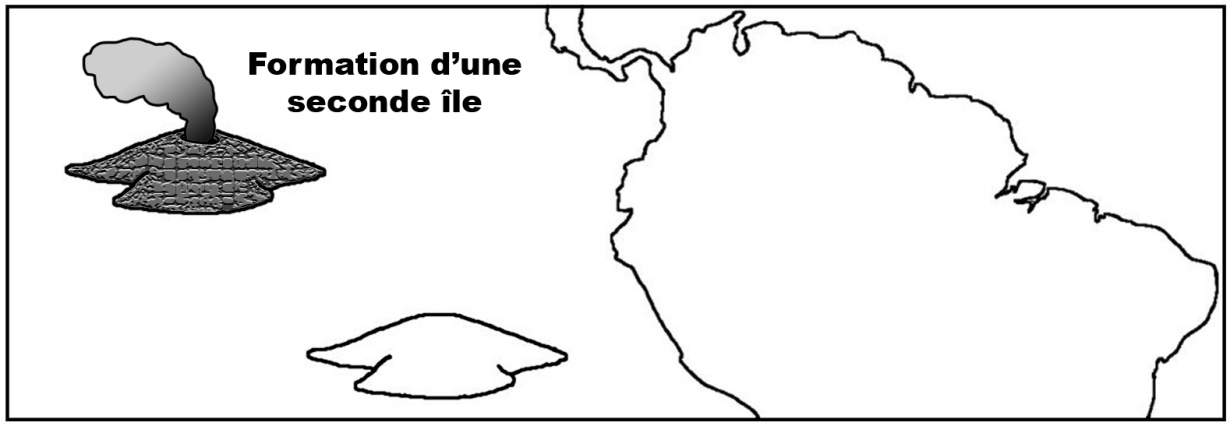 Formation d’une
seconde île